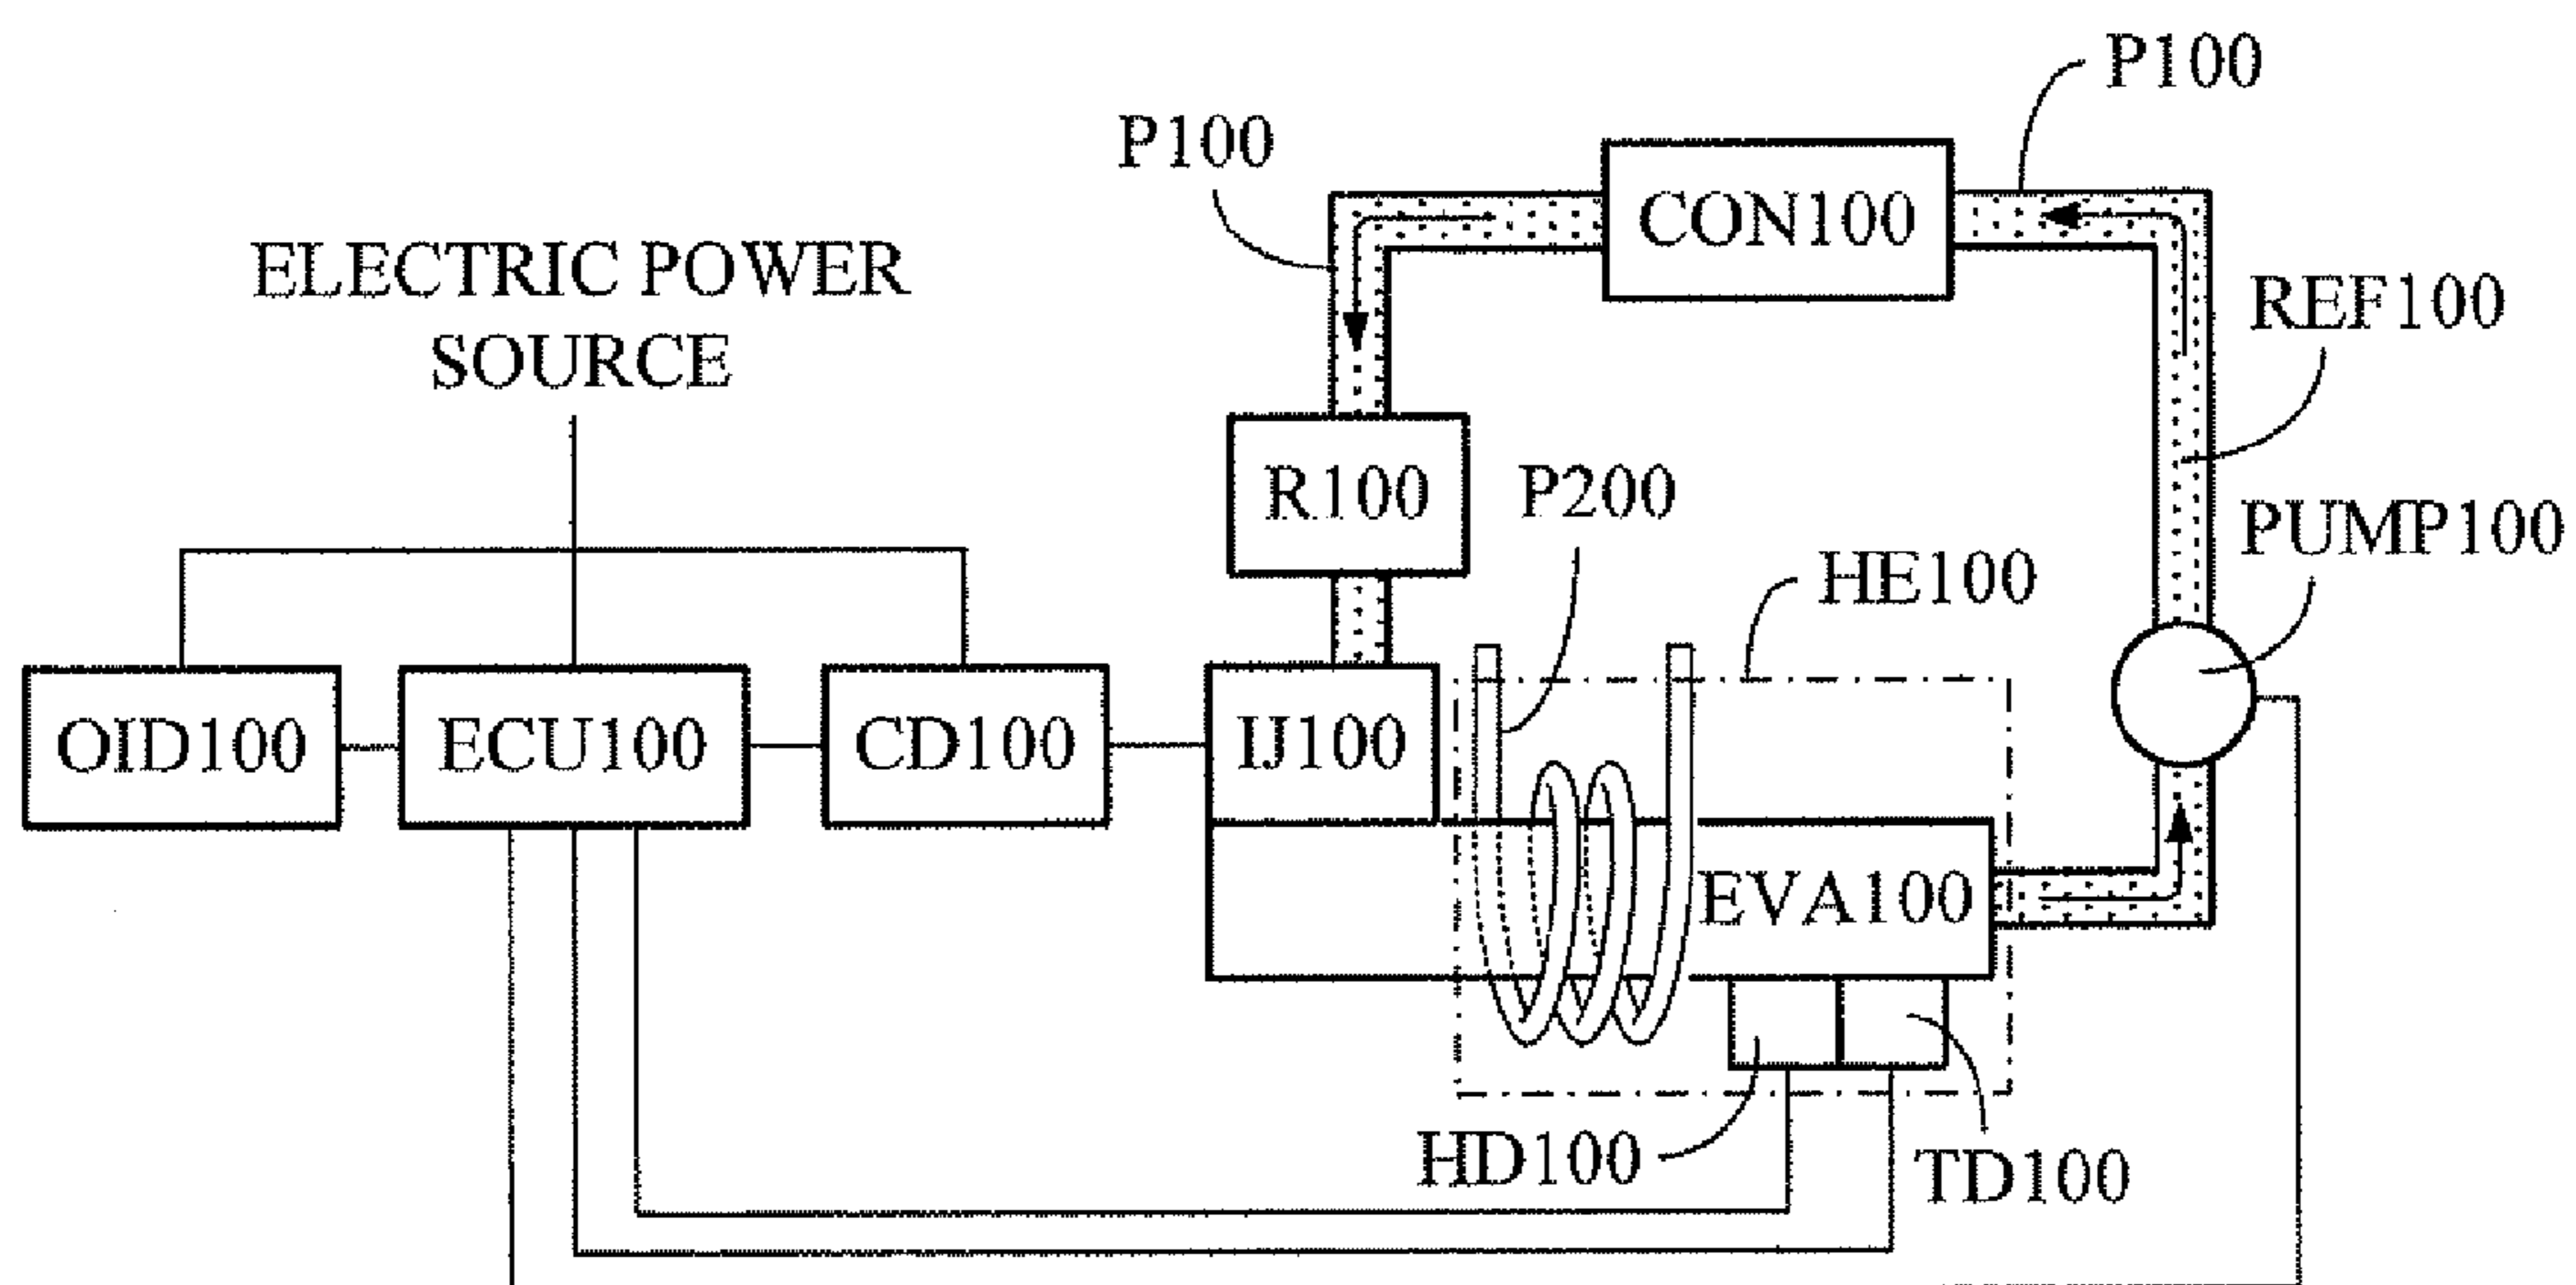 P100
P100
CON100
ELECTRIC POWER
SOURCE
REF100
R100
P200
PUMP100
HE100
OID100
ECU100
CD100
IJ100
EVA100
HD100
TD100